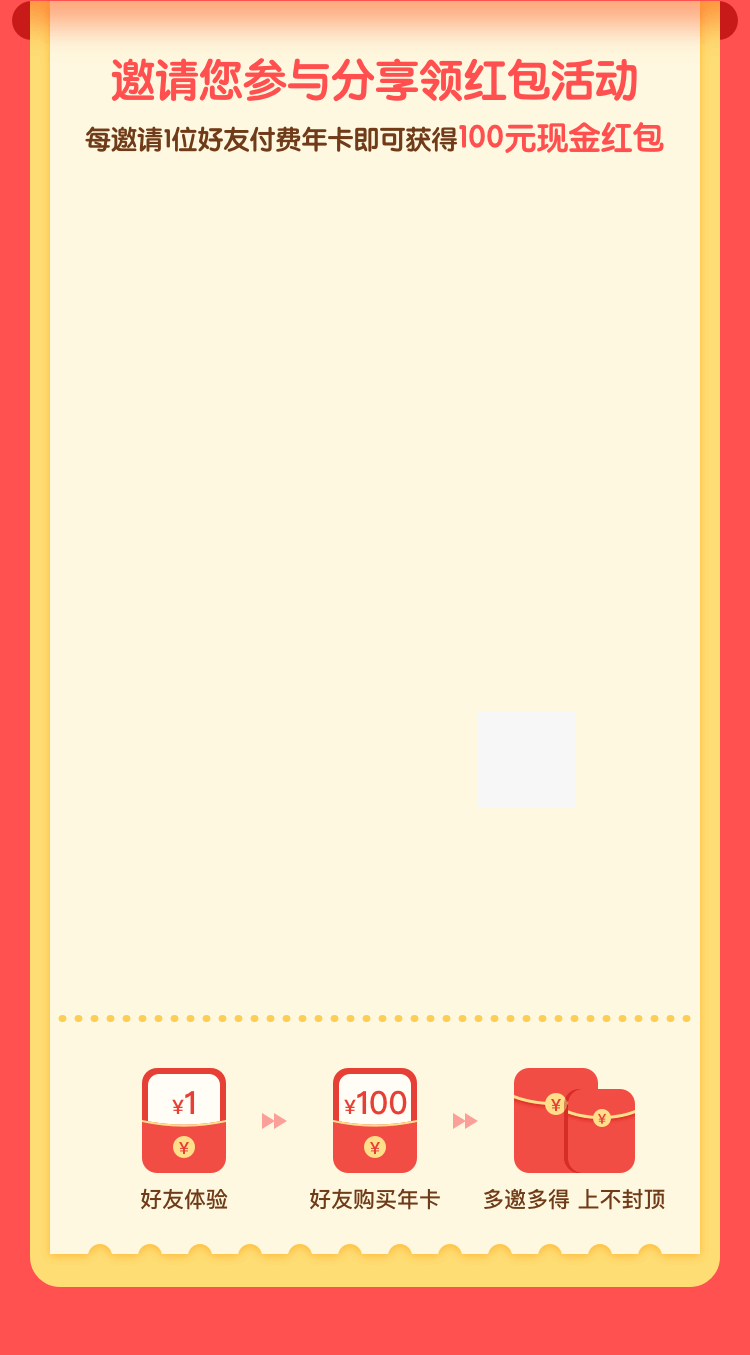 邀请您参与分享领红包活动
每邀请1位好友付费年卡即可获得100元现金红包
¥1 ¥100
¥ ¥ ¥ ¥
好友体验 好友购买年卡 多邀多得 上不封顶